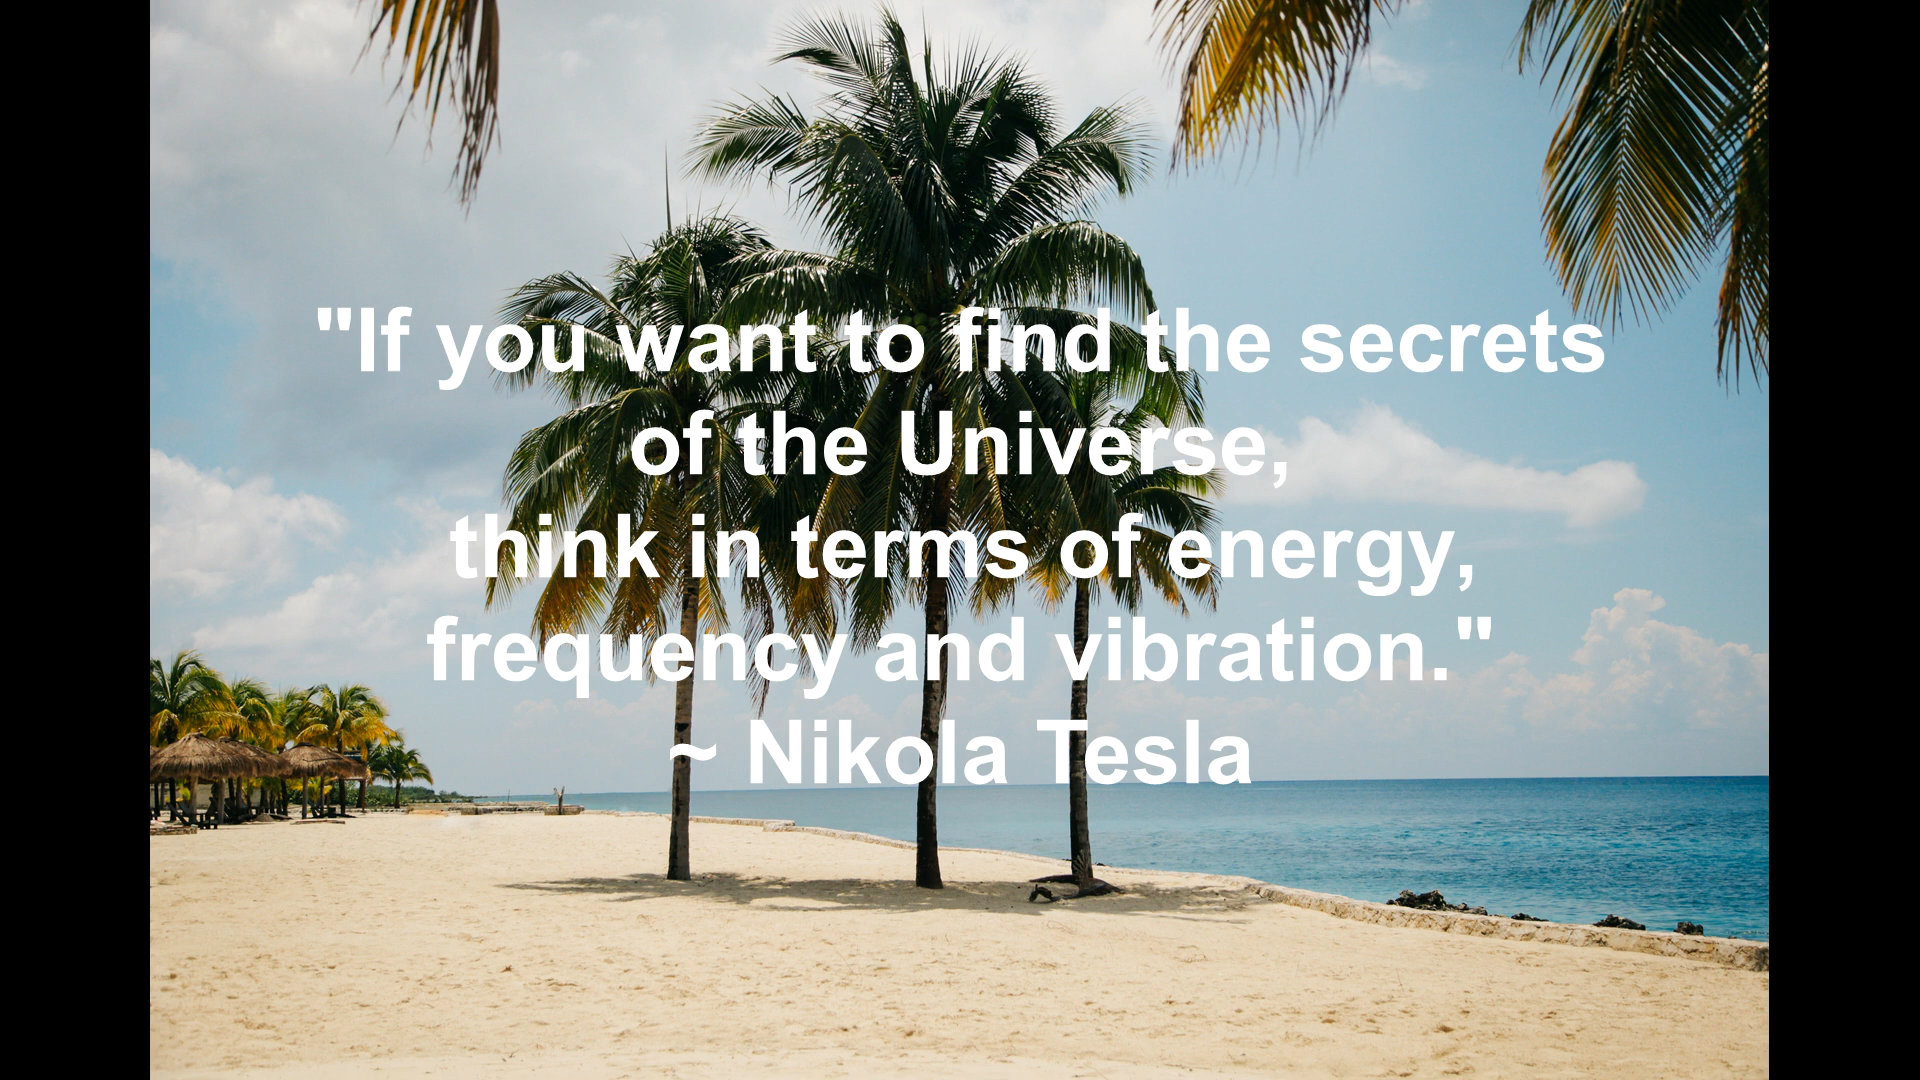 "If you want to find the secrets
of the Universe,
think in terms of energy,
frequency and vibration."
~ Nikola Tesla